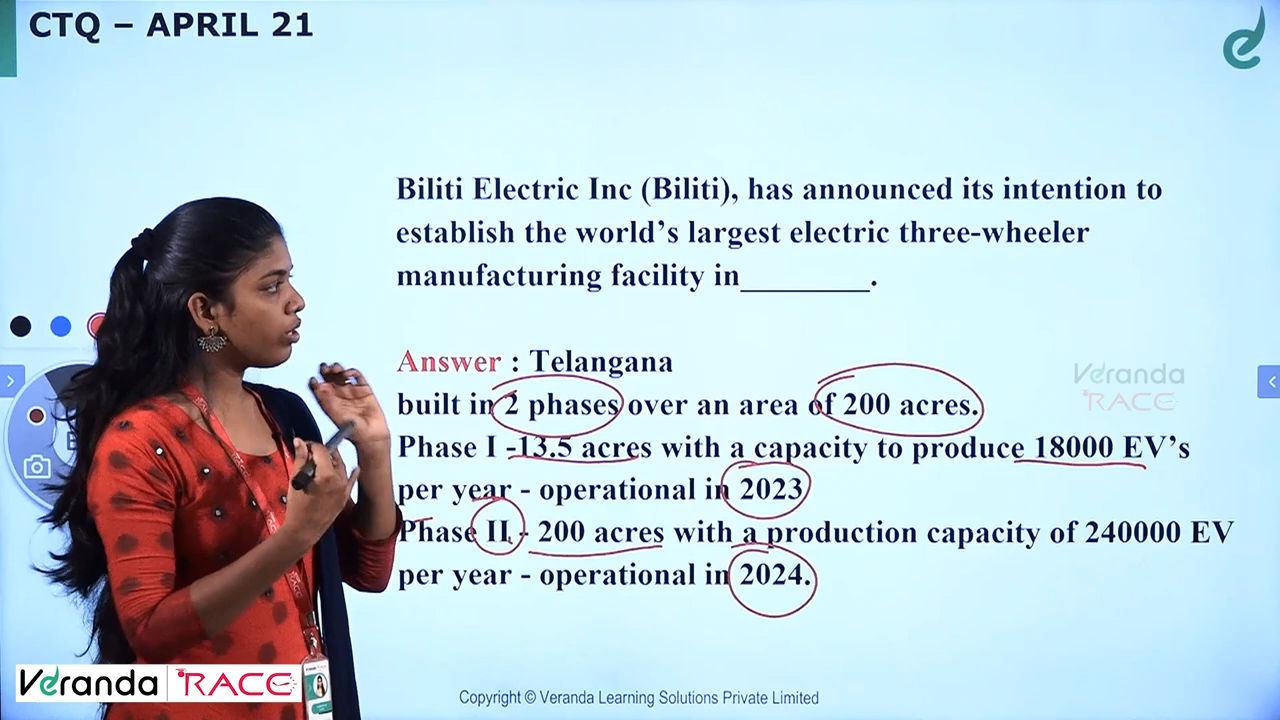 CTQ – APRIL 21
Biliti Electric Inc (Biliti), has announced its intention to
establish the world's largest electric three-wheeler
manufacturing facility in_________.
Answer : Telangana
built in 2 phases over an area of 200 acres.
Veranda
RACE
Phase I -13.5 acres with a capacity to produce 18000 EV's
per year - operational in 2023
Phase II - 200 acres with a production capacity of 240000 EV
per year - operational in 2024.
Veranda RACE
Copyright © Veranda Learning Solutions Private Limited